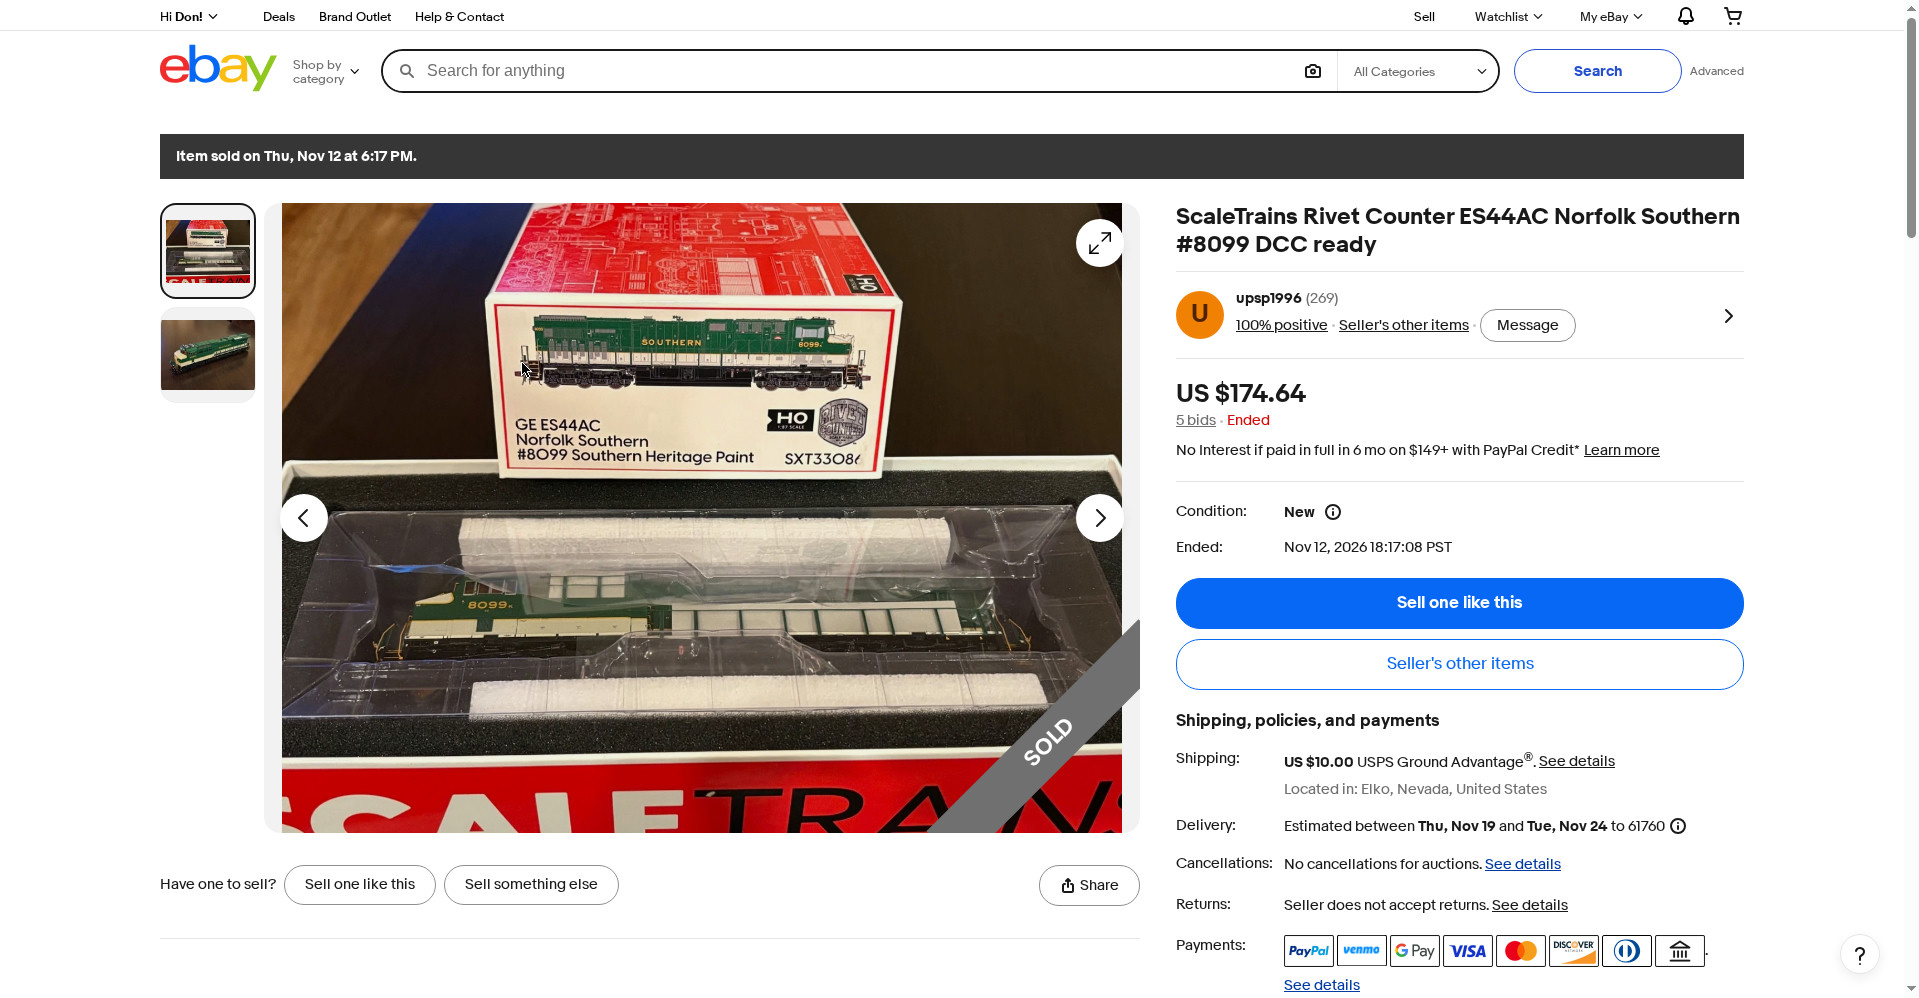 Hi Don!
Deals
Brand Outlet
Help & Contact
Sell
Watchlist
My eBay
ebay
Shop by
category
Search for anything
All Categories
Search
Advanced
Item sold on Thu, Nov 12 at 6:17 PM.
HO
SOUTHERN
8099
GE ES44AC
Norfolk Southern
#8099 Southern Heritage Paint
HO
1:87 SCALE
RIVET
COUNTER
SXT33086
8099
SCALETRAINS
SOLD
Have one to sell?
Sell one like this
Sell something else
Share
ScaleTrains Rivet Counter ES44AC Norfolk Southern
#8099 DCC ready
U
upsp1996 (269)
100% positive · Seller's other items · Message
US $174.64
5 bids · Ended
No Interest if paid in full in 6 mo on $149+ with PayPal Credit* Learn more
Condition: New
Ended: Nov 12, 2026 18:17:08 PST
Sell one like this
Seller's other items
Shipping, policies, and payments
Shipping: US $10.00 USPS Ground Advantage®. See details
Located in: Elko, Nevada, United States
Delivery: Estimated between Thu, Nov 19 and Tue, Nov 24 to 61760
Cancellations: No cancellations for auctions. See details
Returns: Seller does not accept returns. See details
Payments: PayPal venmo G Pay VISA DISCOVER .
See details
?